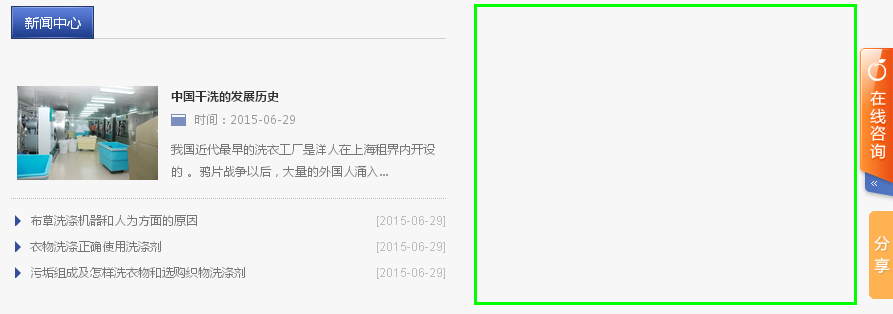 新闻中心
中国干洗的发展历史
时间：2015-06-29
我国近代最早的洗衣工厂是洋人在上海租界内开设
的 。鸦片战争以后，大量的外国人涌入...
布草洗涤机器和人为方面的原因 [2015-06-29]
衣物洗涤正确使用洗涤剂 [2015-06-29]
污垢组成及怎样洗衣物和选购织物洗涤剂 [2015-06-29]
在线咨询
«
分享